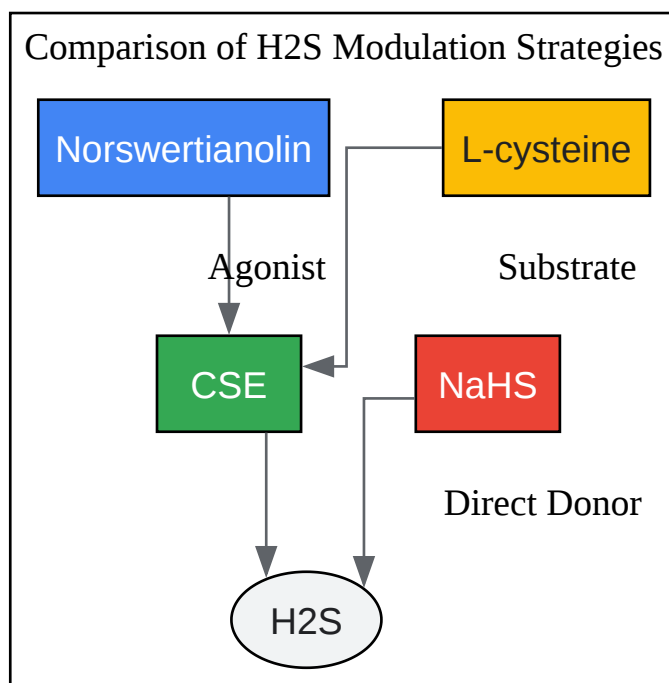 Comparison of H2S Modulation Strategies
Norswertianolin
L-cysteine
Agonist
Substrate
CSE
NaHS
Direct Donor
H2S